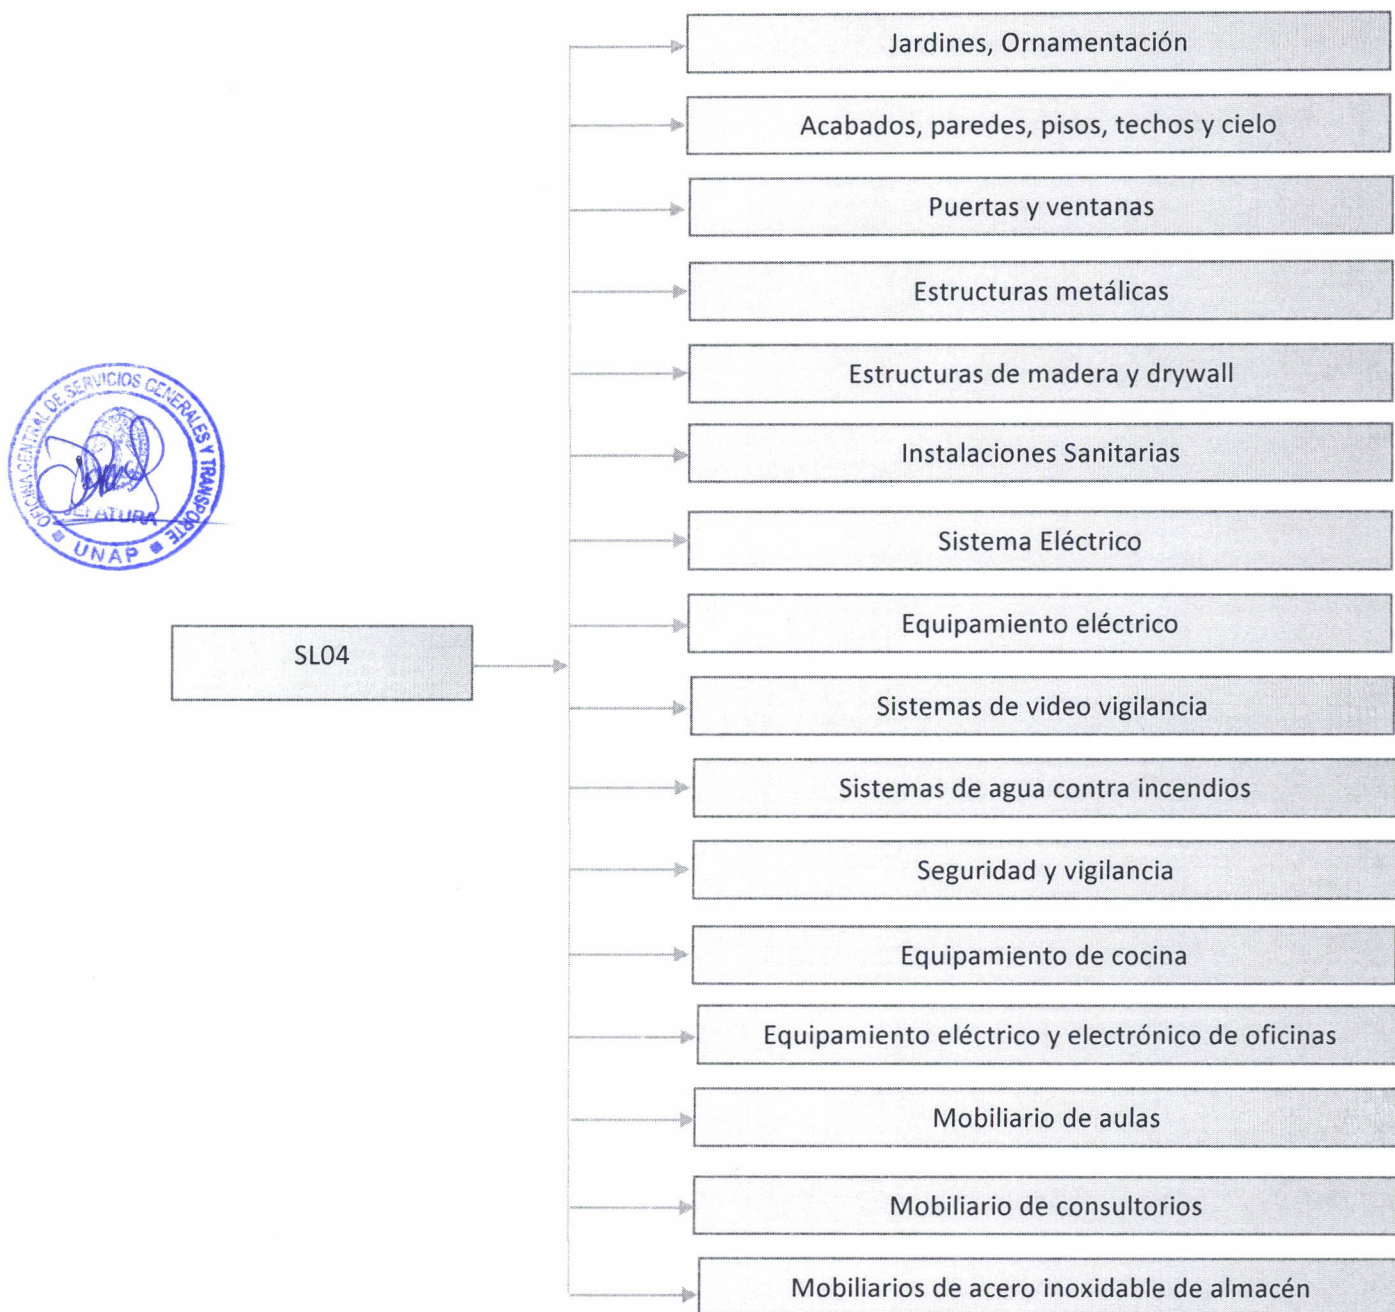 Jardines, Ornamentación
Acabados, paredes, pisos, techos y cielo
Puertas y ventanas
Estructuras metálicas
Estructuras de madera y drywall
OFICINA CENTRAL DE SERVICIOS GENERALES Y TRANSPORTE
JEFATURA
UNAP
Instalaciones Sanitarias
Sistema Eléctrico
Equipamiento eléctrico
SL04
Sistemas de video vigilancia
Sistemas de agua contra incendios
Seguridad y vigilancia
Equipamiento de cocina
Equipamiento eléctrico y electrónico de oficinas
Mobiliario de aulas
Mobiliario de consultorios
Mobiliarios de acero inoxidable de almacén